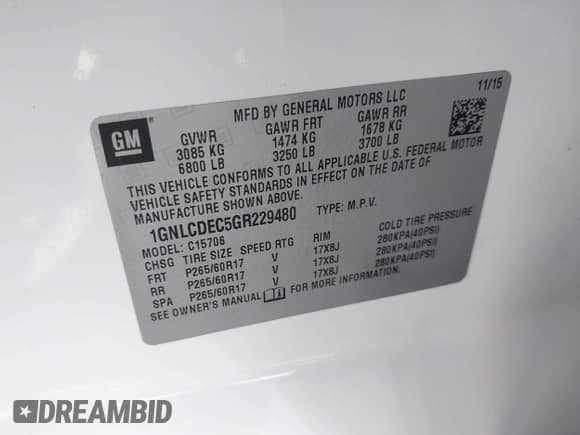 11/15
MFD BY GENERAL MOTORS LLC
GM
GVWR GAWR FRT GAWR RR
3085 KG 1474 KG 1678 KG
6800 LB 3250 LB 3700 LB
THIS VEHICLE CONFORMS TO ALL APPLICABLE U.S. FEDERAL MOTOR
VEHICLE SAFETY STANDARDS IN EFFECT ON THE DATE OF
MANUFACTURE SHOWN ABOVE.
1GNLCDEC5GR229480 TYPE: M.P.V.
MODEL: C15706
CHSG TIRE SIZE SPEED RTG RIM COLD TIRE PRESSURE
FRT P265/60R17 V 17X8J 280KPA(40PSI)
RR P265/60R17 V 17X8J 280KPA(40PSI)
SPA P265/60R17 V 17X8J 280KPA(40PSI)
SEE OWNER'S MANUAL FOR MORE INFORMATION.
DREAMBID